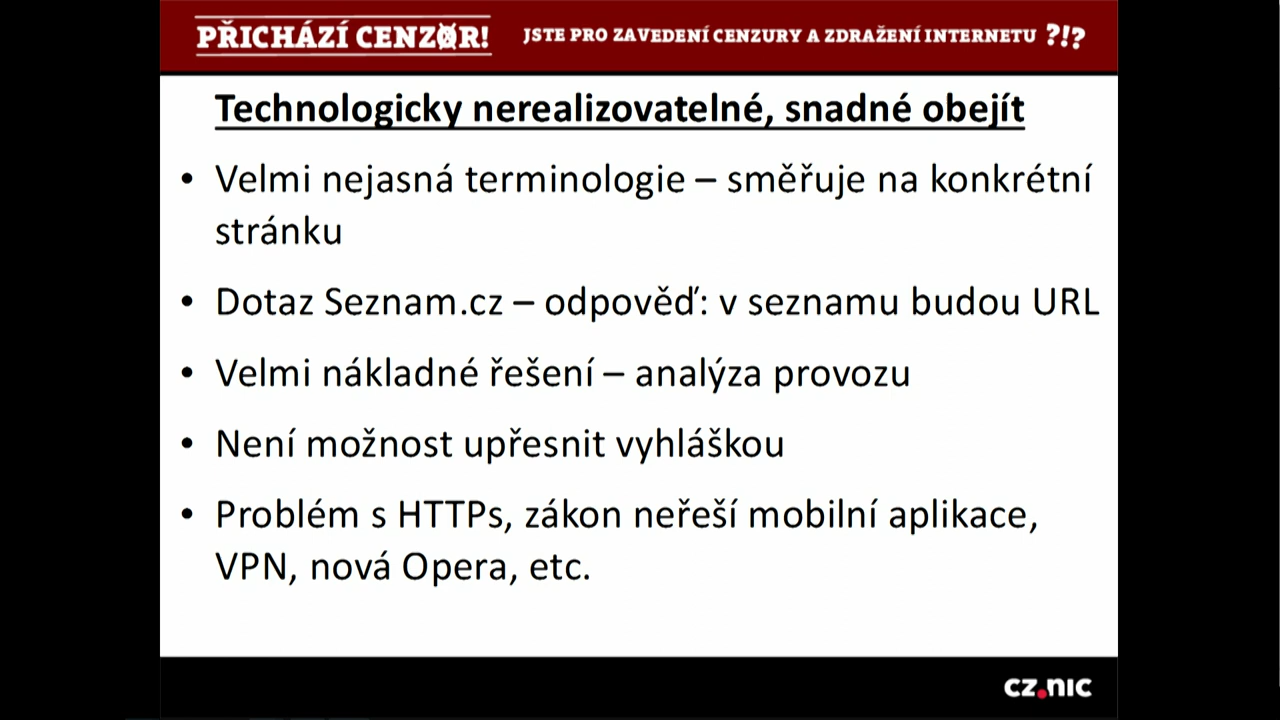 PŘICHÁZÍ CENZOR! JSTE PRO ZAVEDENÍ CENZURY A ZDRAŽENÍ INTERNETU ?!?
Technologicky nerealizovatelné, snadné obejít
• Velmi nejasná terminologie – směřuje na konkrétní
stránku
• Dotaz Seznam.cz – odpověď: v seznamu budou URL
• Velmi nákladné řešení – analýza provozu
• Není možnost upřesnit vyhláškou
• Problém s HTTPs, zákon neřeší mobilní aplikace,
VPN, nová Opera, etc.
CZ.NIC